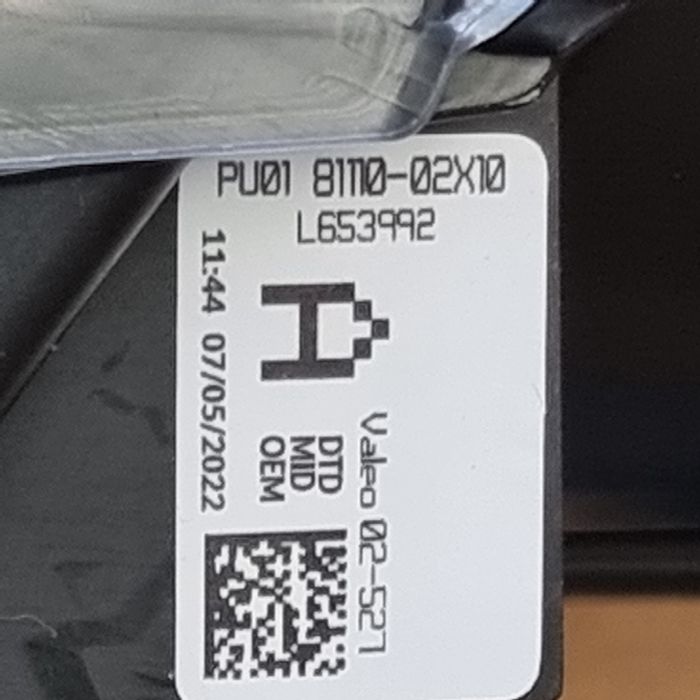 PU01 81110-02X10
L653992
11:44 07/05/2022
A
DTD
MID
OEM
Valeo 02-527